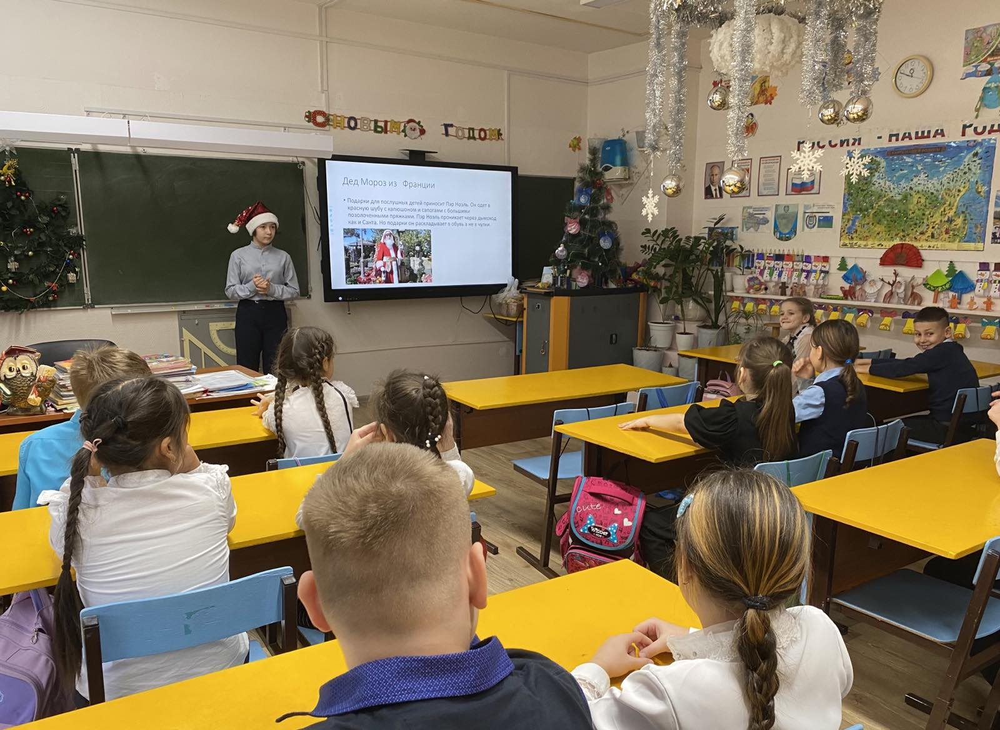 С НОВЫМ ГОДОМ
РОССИЯ - НАША РОД
Дед Мороз из Франции
• Подарки для послушных детей приносит Пэр Ноэль. Он одет в
красную шубу с капюшоном и сапогами с большими
позолоченными пряжками. Пэр Ноэль проникает через дымоход
как и Санта. Но подарки он раскладывает в обувь а не в чулки.
cute
Winner